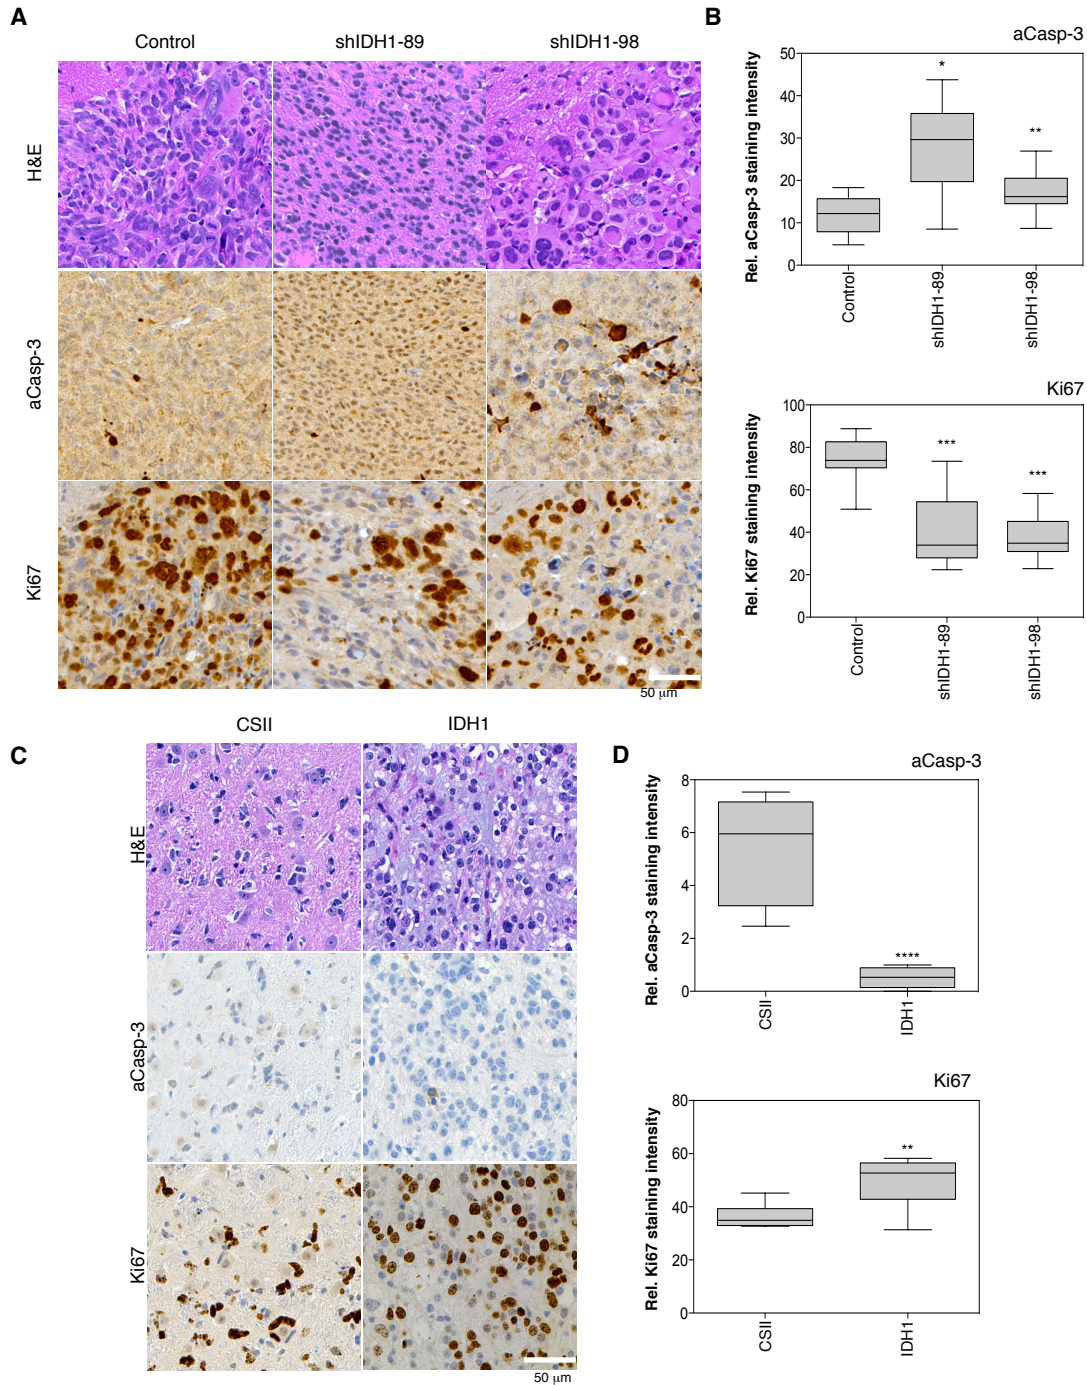 A
Control
shIDH1-89
shIDH1-98
H&E
aCasp-3
Ki67
50 μm
B
aCasp-3
Rel. aCasp-3 staining intensity
50
40
30
20
10
0
*
**
Control
shIDH1-89
shIDH1-98
Ki67
Rel. Ki67 staining intensity
100
80
60
40
20
0
***
***
Control
shIDH1-89
shIDH1-98
C
CSII
IDH1
H&E
aCasp-3
Ki67
50 μm
D
aCasp-3
Rel. aCasp-3 staining intensity
8
6
4
2
0
****
CSII
IDH1
Ki67
Rel. Ki67 staining intensity
80
60
40
20
0
**
CSII
IDH1